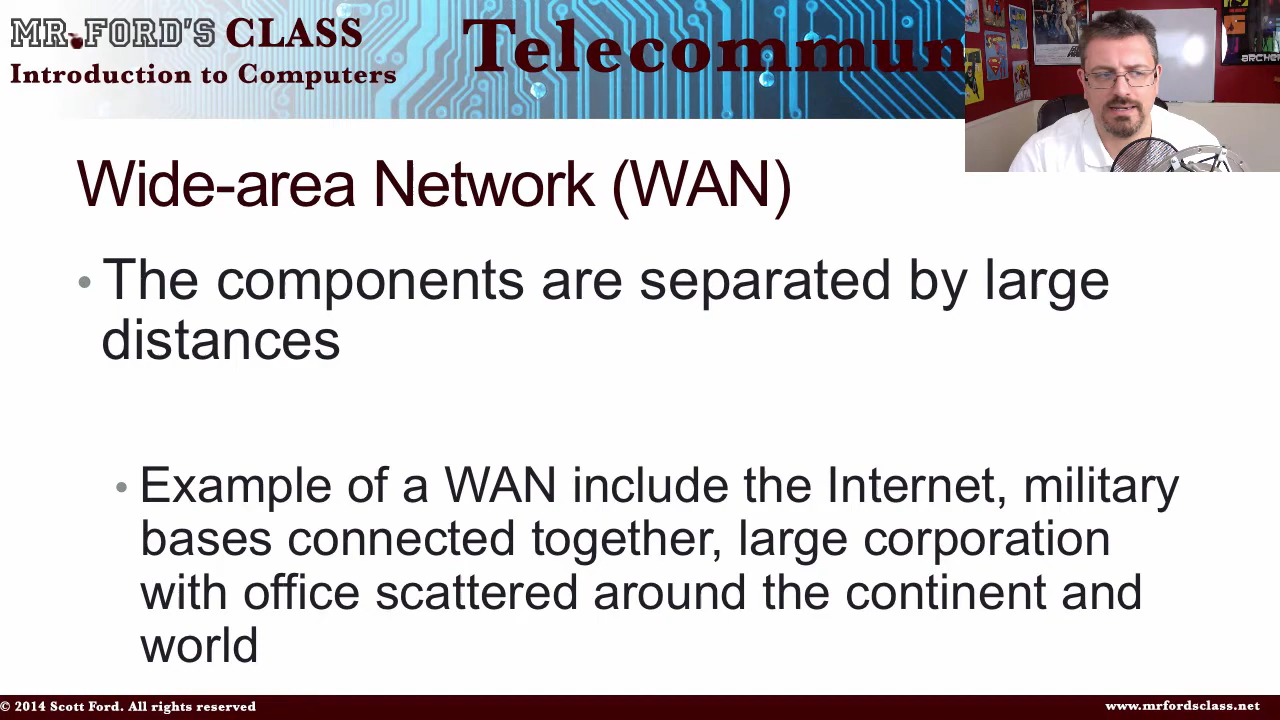 MR. FORD'S CLASS
Introduction to Computers
Telecommun
ARCHER
Wide-area Network (WAN)
• The components are separated by large
distances
• Example of a WAN include the Internet, military
bases connected together, large corporation
with office scattered around the continent and
world
© 2014 Scott Ford. All rights reserved
www.mrfordsclass.net